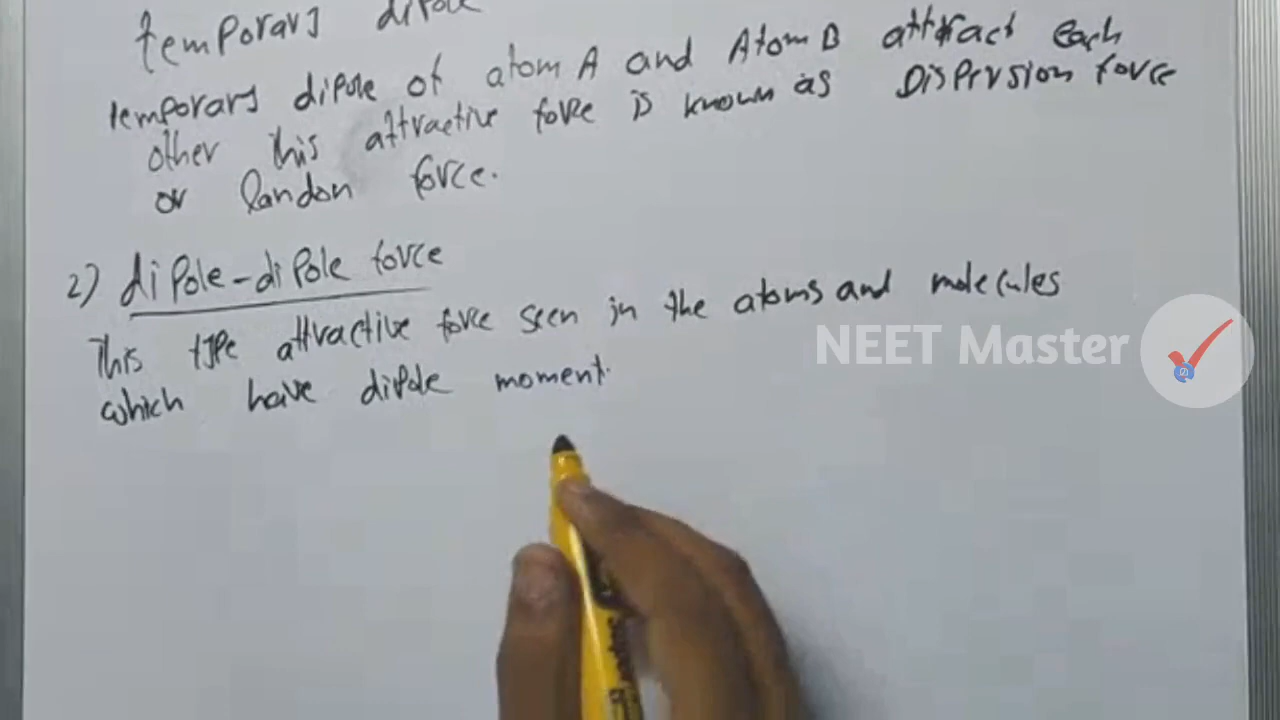 temporary dipole
temporary dipole of atom A and Atom B attract each
other this attractive force is known as Dispersion force
or london force.
2) dipole-dipole force
This type attractive force seen in the atoms and molecules
which have dipole moment.
NEET Master